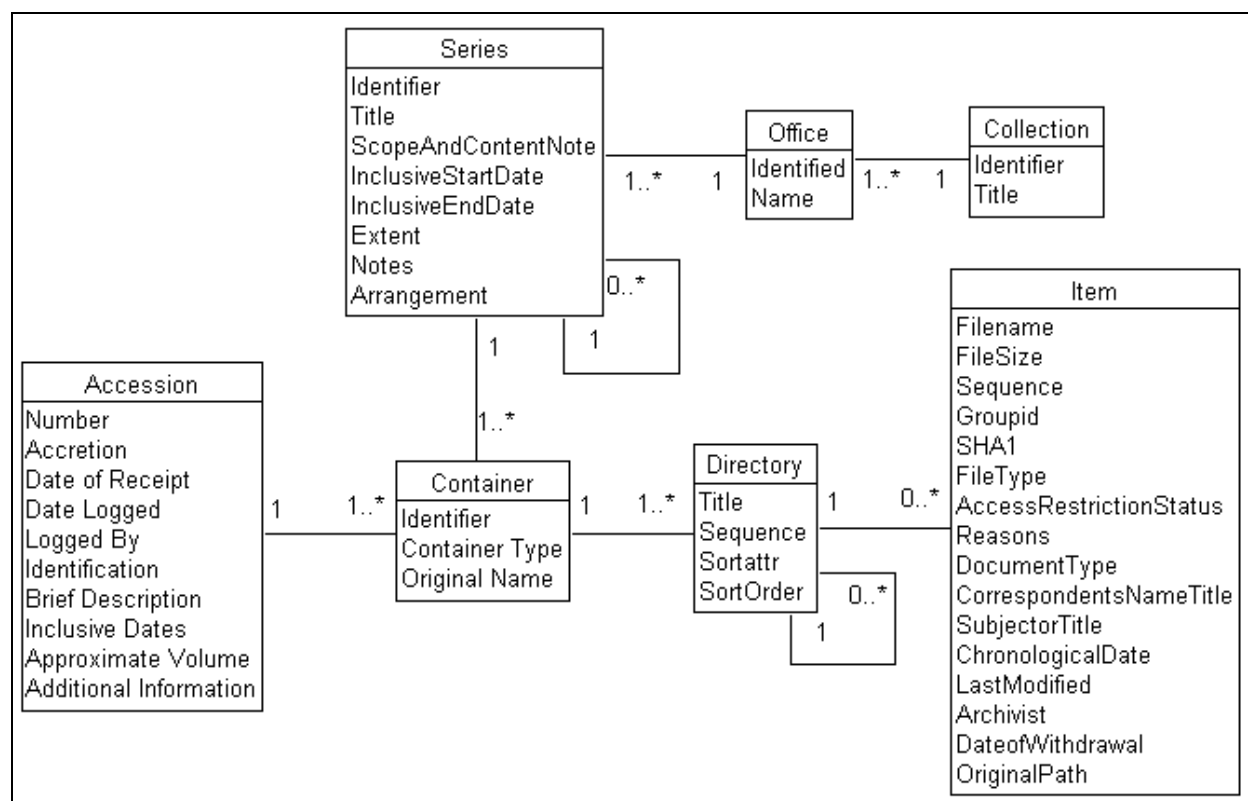 Series
Identifier
Title
ScopeAndContentNote
InclusiveStartDate
InclusiveEndDate
Extent
Notes
Arrangement
1..*
1
Office
Identified
Name
1..*
1
Collection
Identifier
Title
0..*
1
1
1..*
Accession
Number
Accretion
Date of Receipt
Date Logged
Logged By
Identification
Brief Description
Inclusive Dates
Approximate Volume
Additional Information
1
1..*
Container
Identifier
Container Type
Original Name
1
1..*
Directory
Title
Sequence
Sortattr
SortOrder
1
0..*
0..*
1
Item
Filename
FileSize
Sequence
Groupid
SHA1
FileType
AccessRestrictionStatus
Reasons
DocumentType
CorrespondentsNameTitle
SubjectorTitle
ChronologicalDate
LastModified
Archivist
DateofWithdrawal
OriginalPath